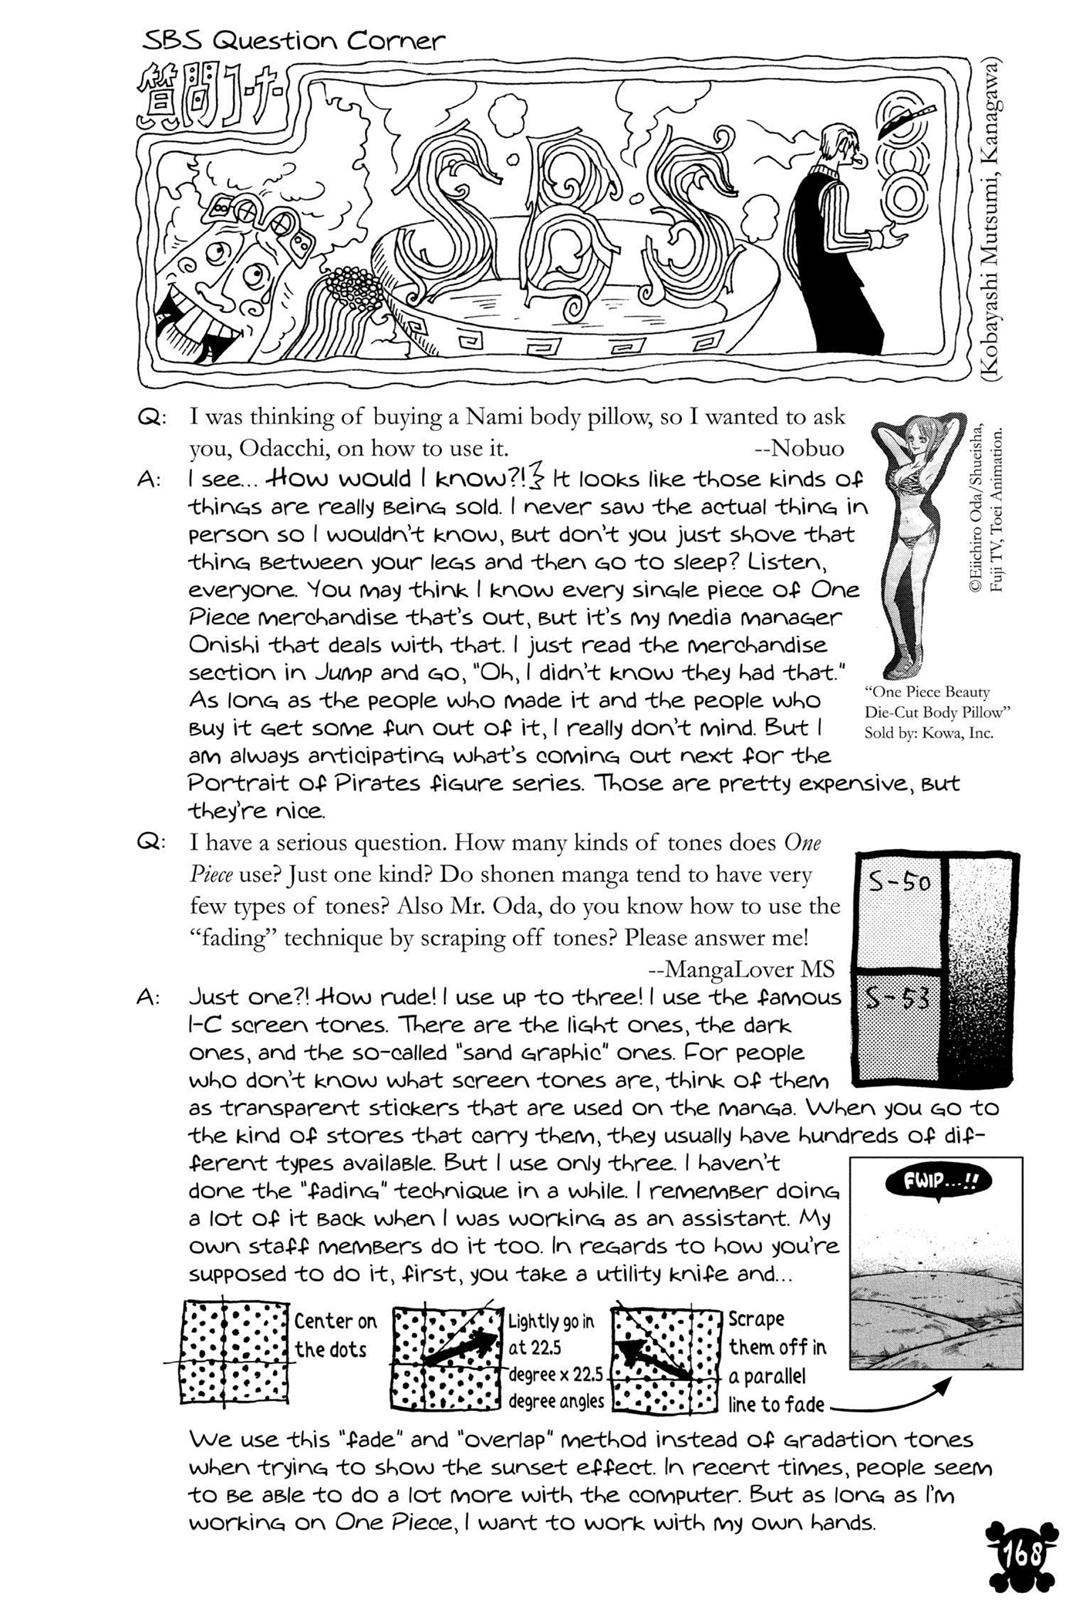 SBS Question Corner
質問コーナー
SBS
(Kobayashi Mutsumi, Kanagawa)
Q: I was thinking of buying a Nami body pillow, so I wanted to ask
you, Odacchi, on how to use it. --Nobuo
A: I see... How would I know?! It looks like those kinds of
things are really being sold. I never saw the actual thing in
person so I wouldn't know, but don't you just shove that
thing between your legs and then go to sleep? Listen,
everyone. You may think I know every single piece of One
Piece merchandise that's out, but it's my media manager
Onishi that deals with that. I just read the merchandise
section in Jump and go, "Oh, I didn't know they had that."
As long as the people who made it and the people who
buy it get some fun out of it, I really don't mind. But I
am always anticipating what's coming out next for the
Portrait of Pirates figure series. Those are pretty expensive, but
they're nice.
©Eiichiro Oda/Shueisha,
Fuji TV, Toei Animation.
"One Piece Beauty
Die-Cut Body Pillow"
Sold by: Kowa, Inc.
Q: I have a serious question. How many kinds of tones does One
Piece use? Just one kind? Do shonen manga tend to have very
few types of tones? Also Mr. Oda, do you know how to use the
"fading" technique by scraping off tones? Please answer me!
--MangaLover MS
S-50
S-53
A: Just one?! How rude! I use up to three! I use the famous
I-C screen tones. There are the light ones, the dark
ones, and the so-called "sand graphic" ones. For people
who don't know what screen tones are, think of them
as transparent stickers that are used on the manga. When you go to
the kind of stores that carry them, they usually have hundreds of dif-
ferent types available. But I use only three. I haven't
done the "fading" technique in a while. I remember doing
a lot of it back when I was working as an assistant. My
own staff members do it too. In regards to how you're
supposed to do it, first, you take a utility knife and...
FWIP...!!
Center on
the dots
Lightly go in
at 22.5
degree x 22.5
degree angles
Scrape
them off in
a parallel
line to fade
We use this "fade" and "overlap" method instead of gradation tones
when trying to show the sunset effect. In recent times, people seem
to be able to do a lot more with the computer. But as long as I'm
working on One Piece, I want to work with my own hands.
168